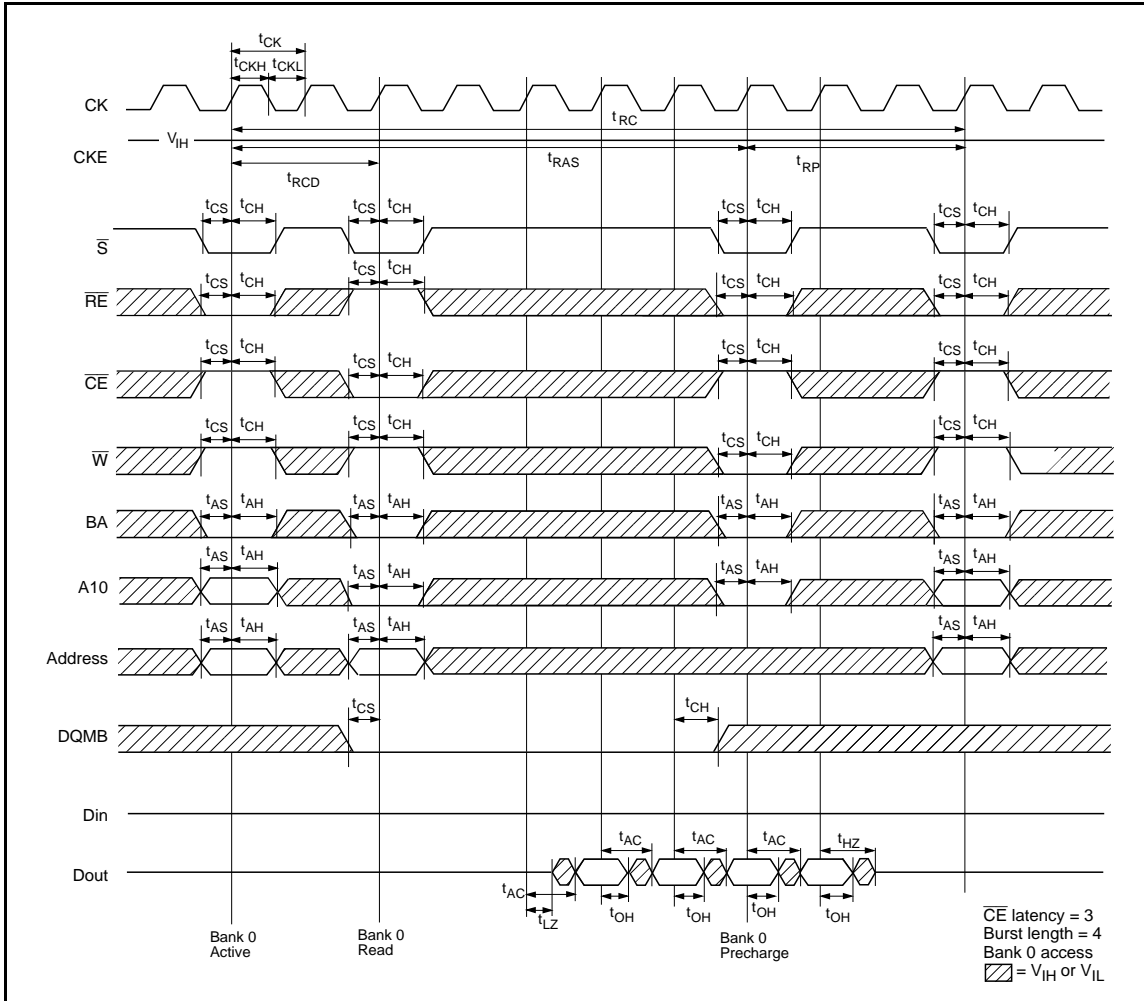 tCK
tCKH tCKL
CK
tRC
VIH
CKE
tRAS tRP
tRCD
tCS tCH tCS tCH tCS tCH tCS tCH
S
tCS tCH tCS tCH tCS tCH tCS tCH
RE
tCS tCH tCS tCH tCS tCH tCS tCH
CE
tCS tCH tCS tCH tCS tCH tCS tCH
W
tAS tAH tAS tAH tAS tAH tAS tAH
BA
tAS tAH tAS tAH tAS tAH tAS tAH
A10
tAS tAH tAS tAH tAS tAH
Address
tCS tCH
DQMB
Din
tAC tAC tAC tHZ
Dout
tAC
tLZ tOH tOH tOH tOH
Bank 0
Active
Bank 0
Read
Bank 0
Precharge
CE latency = 3
Burst length = 4
Bank 0 access
= VIH or VIL